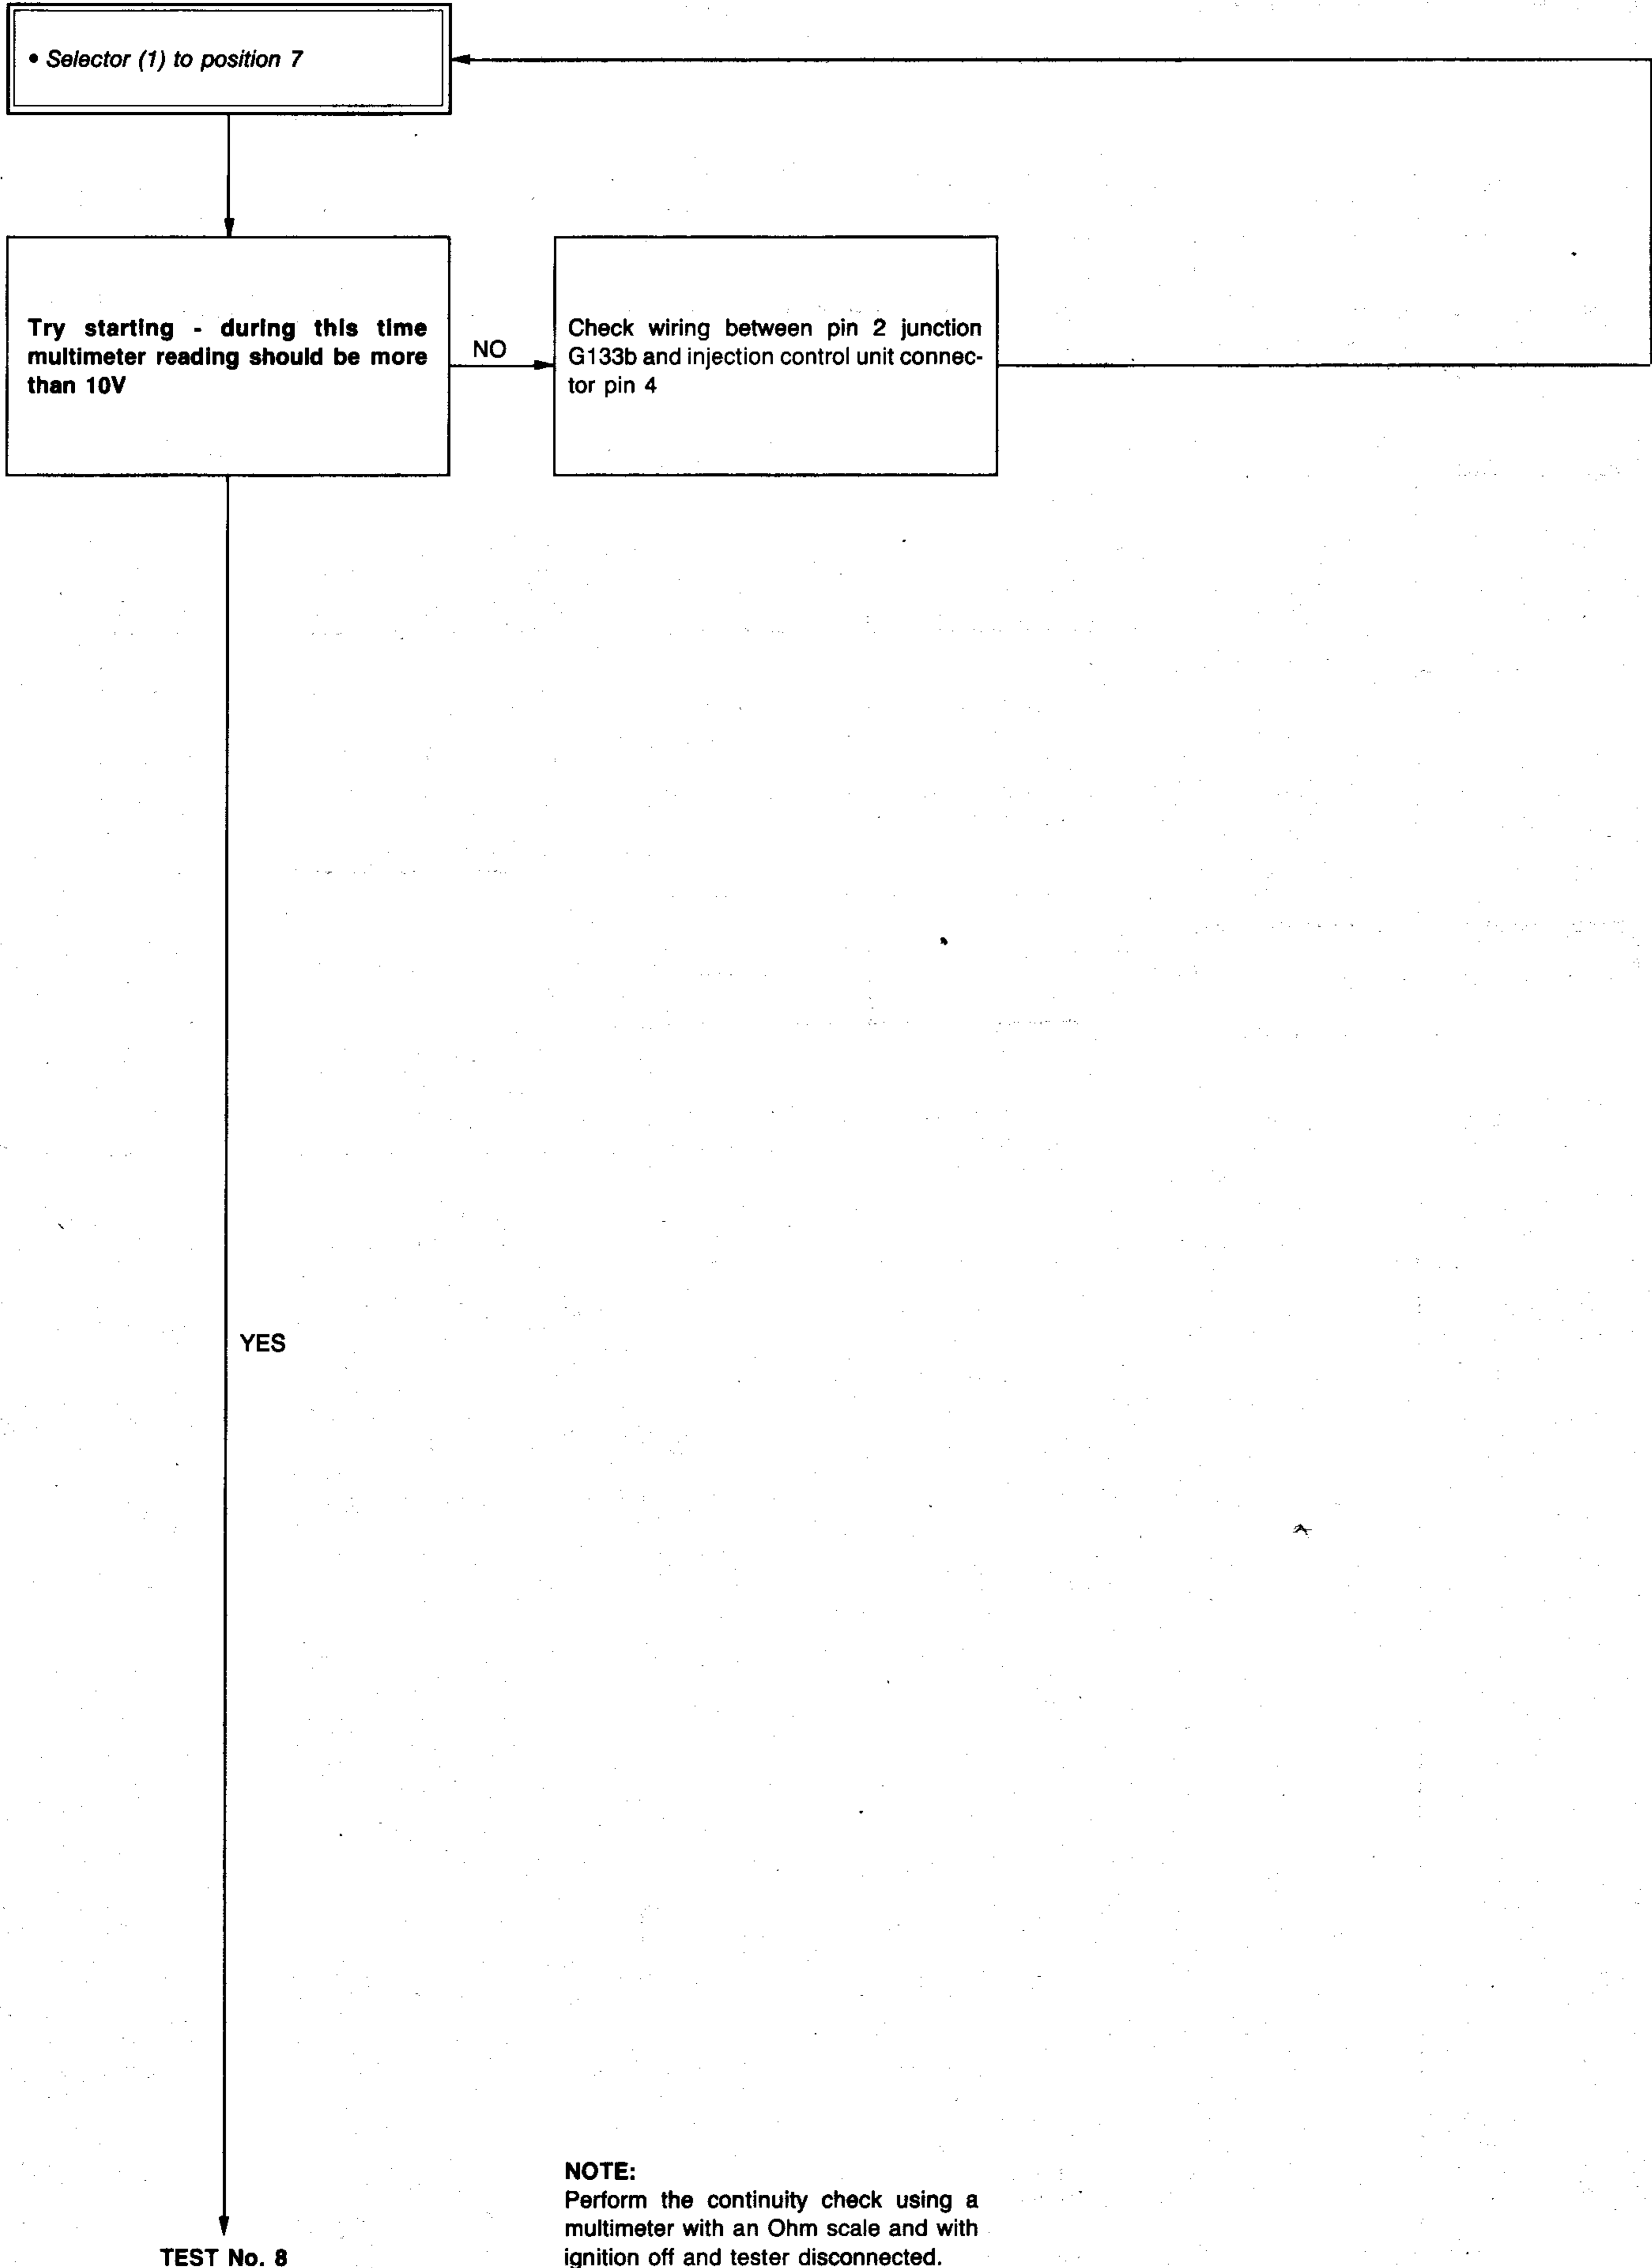 • Selector (1) to position 7
Try starting - during this time
multimeter reading should be more
than 10V
NO
Check wiring between pin 2 junction
G133b and injection control unit connec-
tor pin 4
YES
NOTE:
Perform the continuity check using a
multimeter with an Ohm scale and with
ignition off and tester disconnected.
TEST No. 8